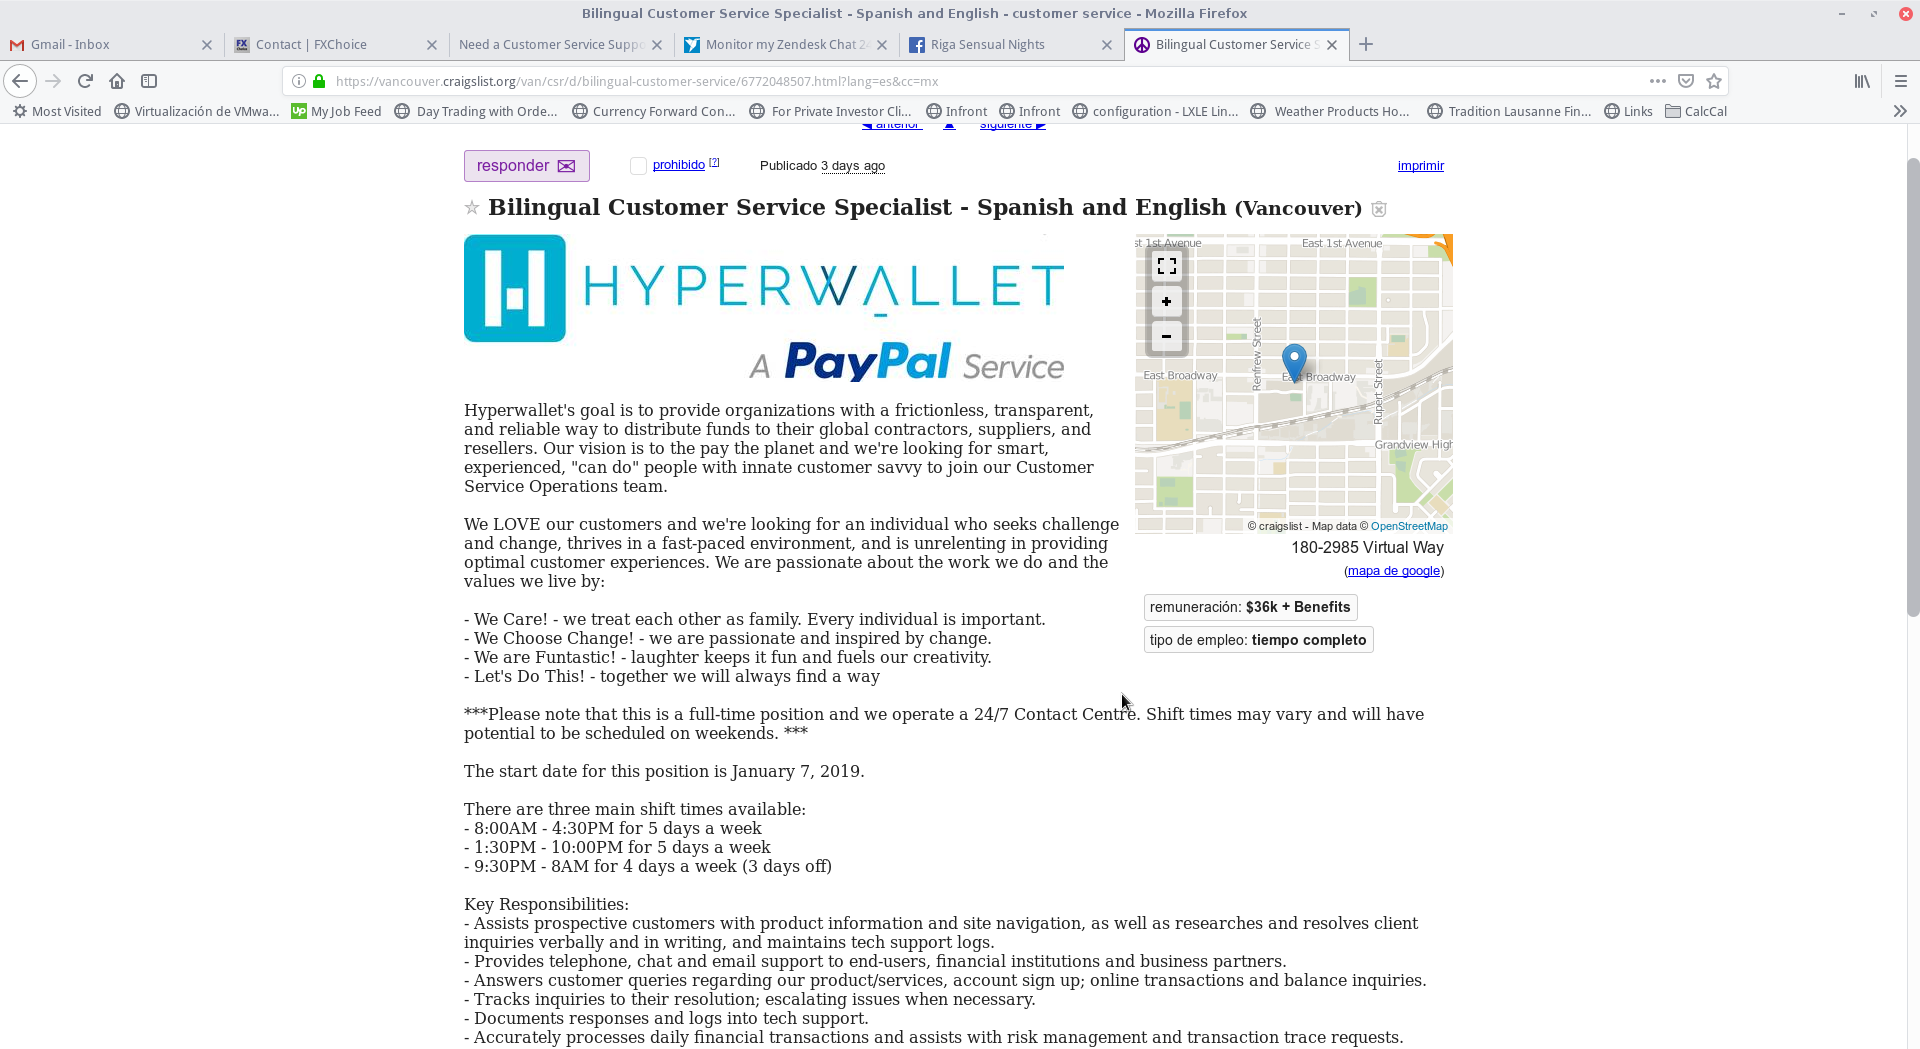 Bilingual Customer Service Specialist - Spanish and English - customer service - Mozilla Firefox
Gmail - Inbox
Contact | FXChoice
Need a Customer Service Suppo
Monitor my Zendesk Chat 24
Riga Sensual Nights
Bilingual Customer Service S
https://vancouver.craigslist.org/van/csr/d/bilingual-customer-service/6772048507.html?lang=es&cc=mx
Most Visited
Virtualización de VMwa...
Up My Job Feed
Day Trading with Orde...
Currency Forward Con...
For Private Investor Cli...
Infront
Infront
configuration - LXLE Lin...
Weather Products Ho...
Tradition Lausanne Fin...
Links
CalcCal
◀ anterior ▲ siguiente ▶
responder
prohibido [?]
Publicado 3 days ago
imprimir
☆ Bilingual Customer Service Specialist - Spanish and English (Vancouver)
HYPERWALLET
A PayPal Service
st 1st Avenue
East 1st Avenue
+
−
Renfrew Street
East Broadway
East Broadway
Rupert Street
Grandview High
© craigslist - Map data © OpenStreetMap
180-2985 Virtual Way
(mapa de google)
remuneración: $36k + Benefits
tipo de empleo: tiempo completo
Hyperwallet's goal is to provide organizations with a frictionless, transparent,
and reliable way to distribute funds to their global contractors, suppliers, and
resellers. Our vision is to the pay the planet and we're looking for smart,
experienced, "can do" people with innate customer savvy to join our Customer
Service Operations team.
We LOVE our customers and we're looking for an individual who seeks challenge
and change, thrives in a fast-paced environment, and is unrelenting in providing
optimal customer experiences. We are passionate about the work we do and the
values we live by:
- We Care! - we treat each other as family. Every individual is important.
- We Choose Change! - we are passionate and inspired by change.
- We are Funtastic! - laughter keeps it fun and fuels our creativity.
- Let's Do This! - together we will always find a way
***Please note that this is a full-time position and we operate a 24/7 Contact Centre. Shift times may vary and will have
potential to be scheduled on weekends. ***
The start date for this position is January 7, 2019.
There are three main shift times available:
- 8:00AM - 4:30PM for 5 days a week
- 1:30PM - 10:00PM for 5 days a week
- 9:30PM - 8AM for 4 days a week (3 days off)
Key Responsibilities:
- Assists prospective customers with product information and site navigation, as well as researches and resolves client
inquiries verbally and in writing, and maintains tech support logs.
- Provides telephone, chat and email support to end-users, financial institutions and business partners.
- Answers customer queries regarding our product/services, account sign up; online transactions and balance inquiries.
- Tracks inquiries to their resolution; escalating issues when necessary.
- Documents responses and logs into tech support.
- Accurately processes daily financial transactions and assists with risk management and transaction trace requests.